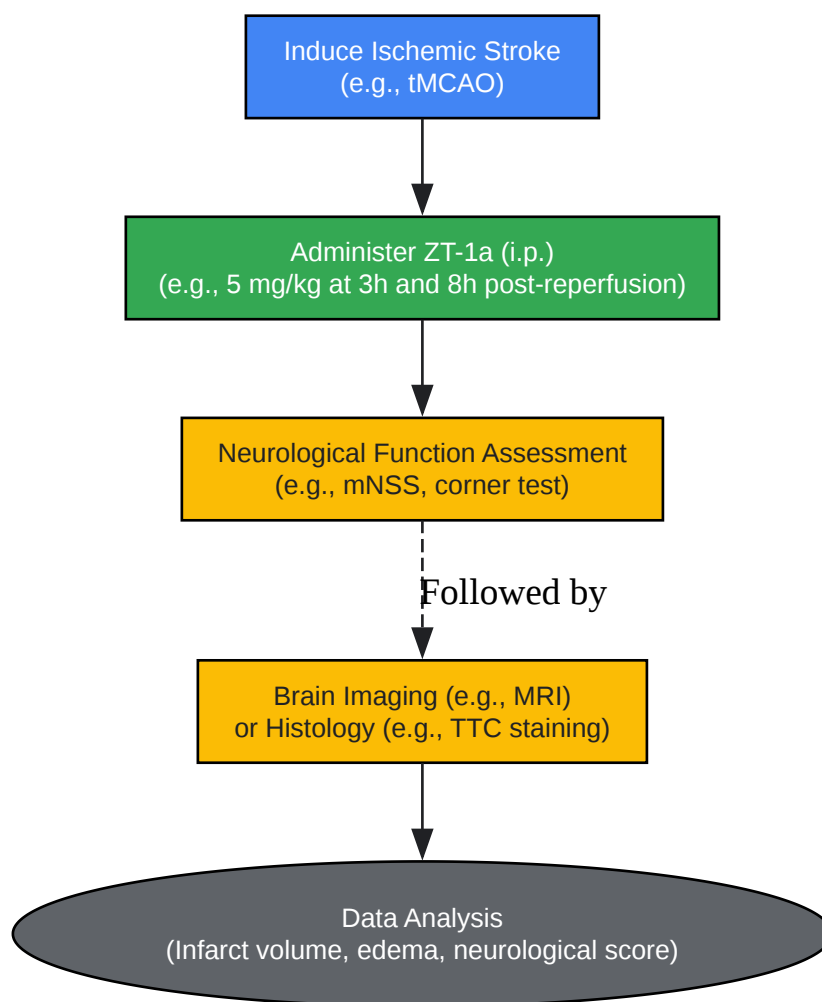 Induce Ischemic Stroke
(e.g., tMCAO)
Administer ZT-1a (i.p.)
(e.g., 5 mg/kg at 3h and 8h post-reperfusion)
Neurological Function Assessment
(e.g., mNSS, corner test)
Followed by
Brain Imaging (e.g., MRI)
or Histology (e.g., TTC staining)
Data Analysis
(Infarct volume, edema, neurological score)